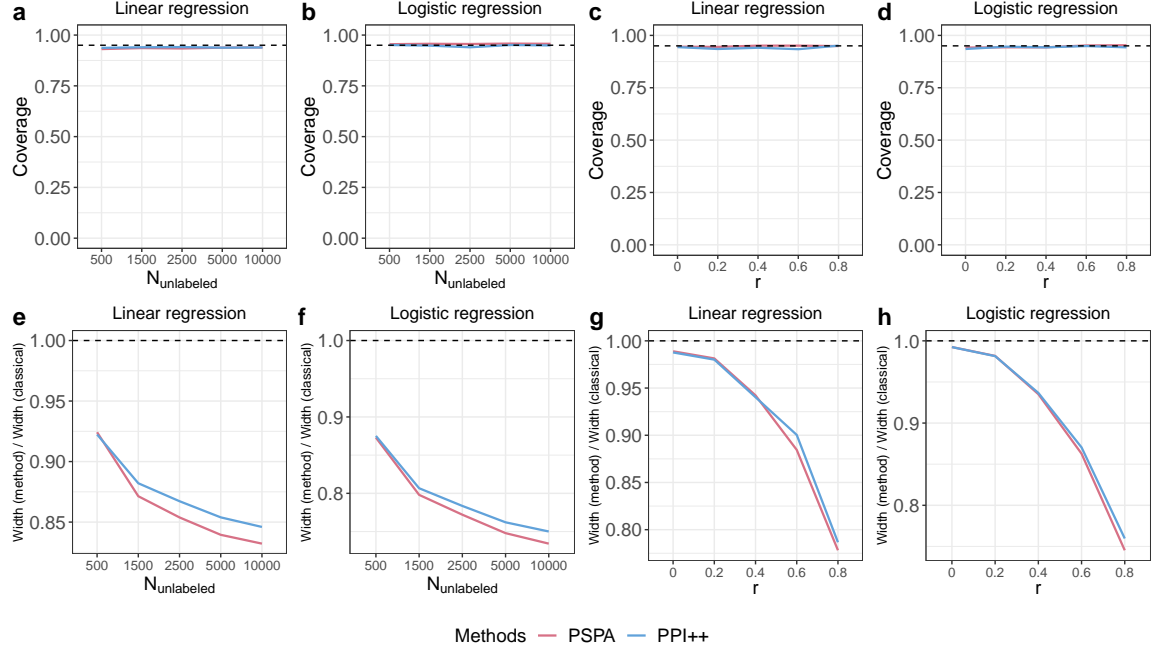 a
Linear regression
Coverage
1.00
0.75
0.50
0.25
0.00
500 1500 2500 5000 10000
Nunlabeled
b
Logistic regression
Coverage
1.00
0.75
0.50
0.25
0.00
500 1500 2500 5000 10000
Nunlabeled
c
Linear regression
Coverage
1.00
0.75
0.50
0.25
0.00
0 0.2 0.4 0.6 0.8
r
d
Logistic regression
Coverage
1.00
0.75
0.50
0.25
0.00
0 0.2 0.4 0.6 0.8
r
e
Linear regression
Width (method) / Width (classical)
1.00
0.95
0.90
0.85
500 1500 2500 5000 10000
Nunlabeled
f
Logistic regression
Width (method) / Width (classical)
1.0
0.9
0.8
500 1500 2500 5000 10000
Nunlabeled
g
Linear regression
Width (method) / Width (classical)
1.00
0.95
0.90
0.85
0.80
0 0.2 0.4 0.6 0.8
r
h
Logistic regression
Width (method) / Width (classical)
1.0
0.9
0.8
0 0.2 0.4 0.6 0.8
r
Methods PSPA PPI++